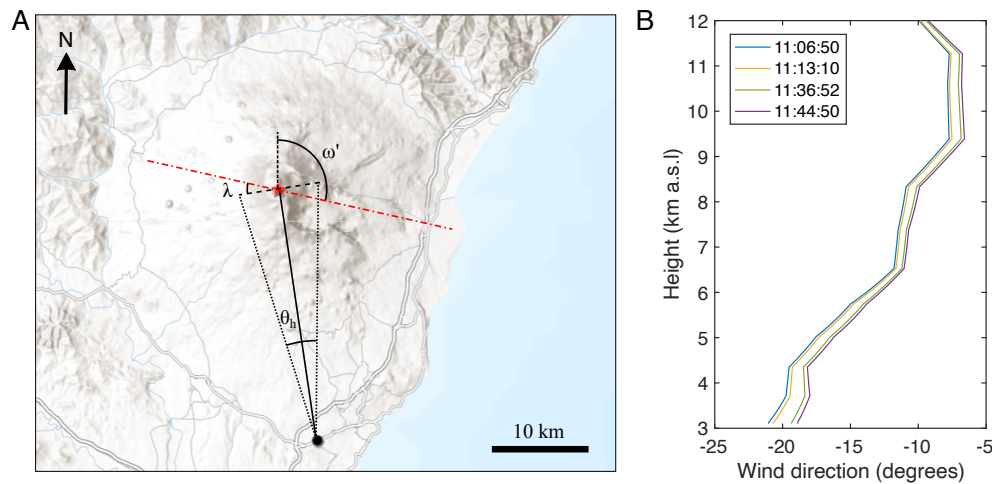 A
N
ω'
λ
θh
10 km
B
12
11
10
9
8
7
6
5
4
3
Height (km a.s.l)
11:06:50
11:13:10
11:36:52
11:44:50
-25 -20 -15 -10 -5
Wind direction (degrees)